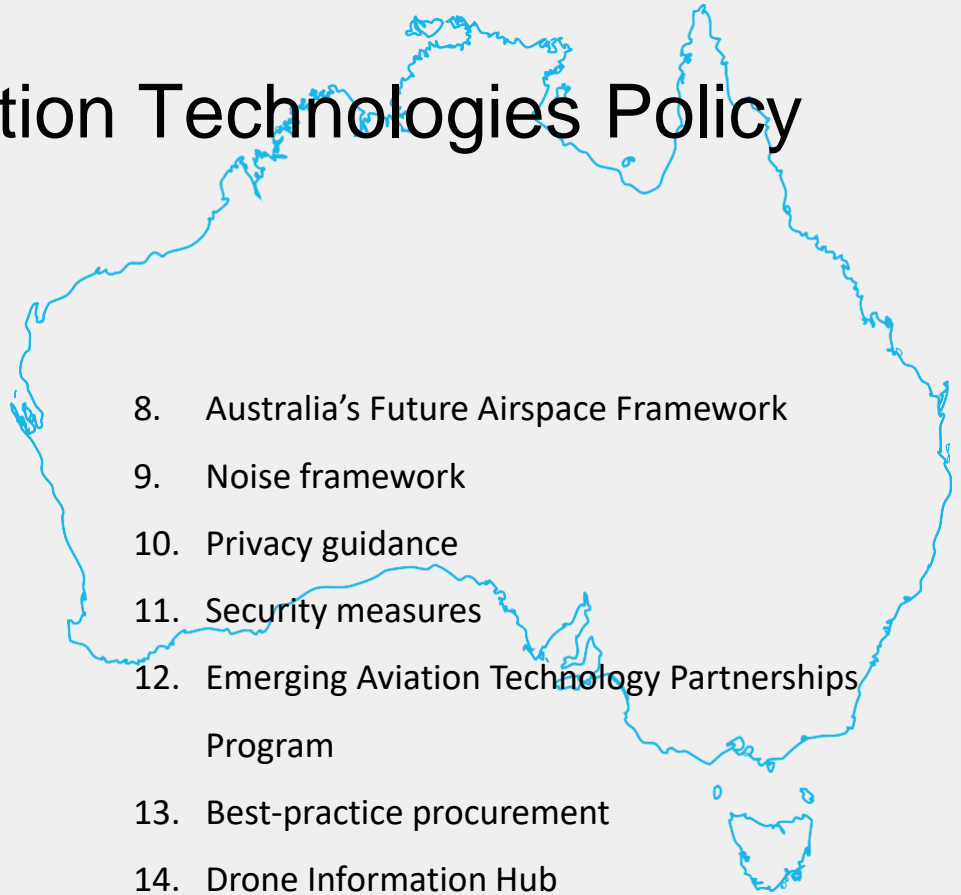 tion Technologies Policy
8. Australia’s Future Airspace Framework
9. Noise framework
10. Privacy guidance
11. Security measures
12. Emerging Aviation Technology Partnerships
Program
13. Best-practice procurement
14. Drone Information Hub